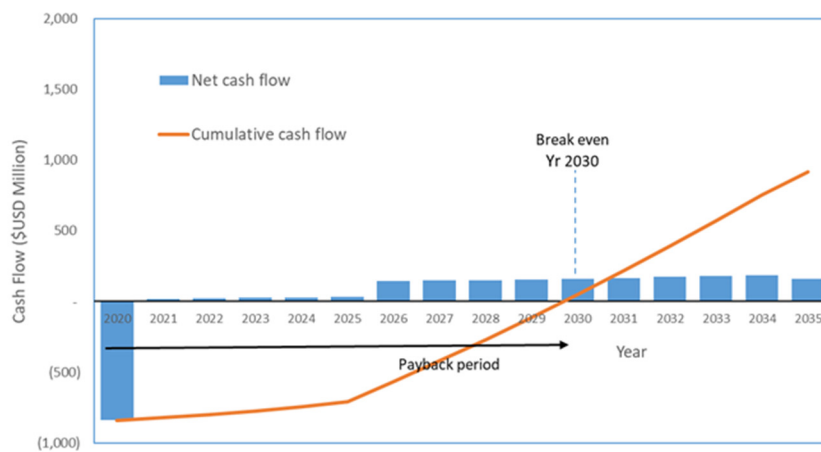 2,000
1,500
1,000
500
-
(500)
(1,000)
Cash Flow ($USD Million)
Net cash flow
Cumulative cash flow
Break even
Yr 2030
2020 2021 2022 2023 2024 2025 2026 2027 2028 2029 2030 2031 2032 2033 2034 2035
Payback period
Year